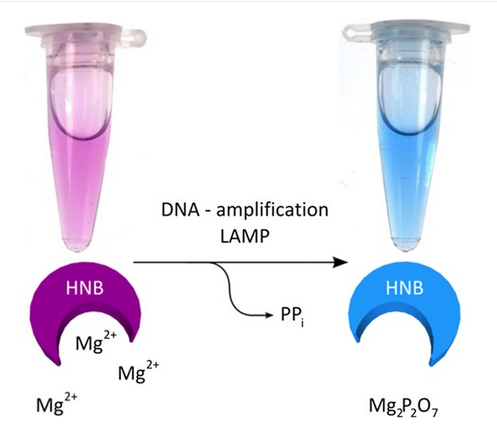 DNA - amplification
LAMP
HNB
HNB
PPᵢ
Mg²⁺
Mg²⁺
Mg²⁺
Mg₂P₂O₇